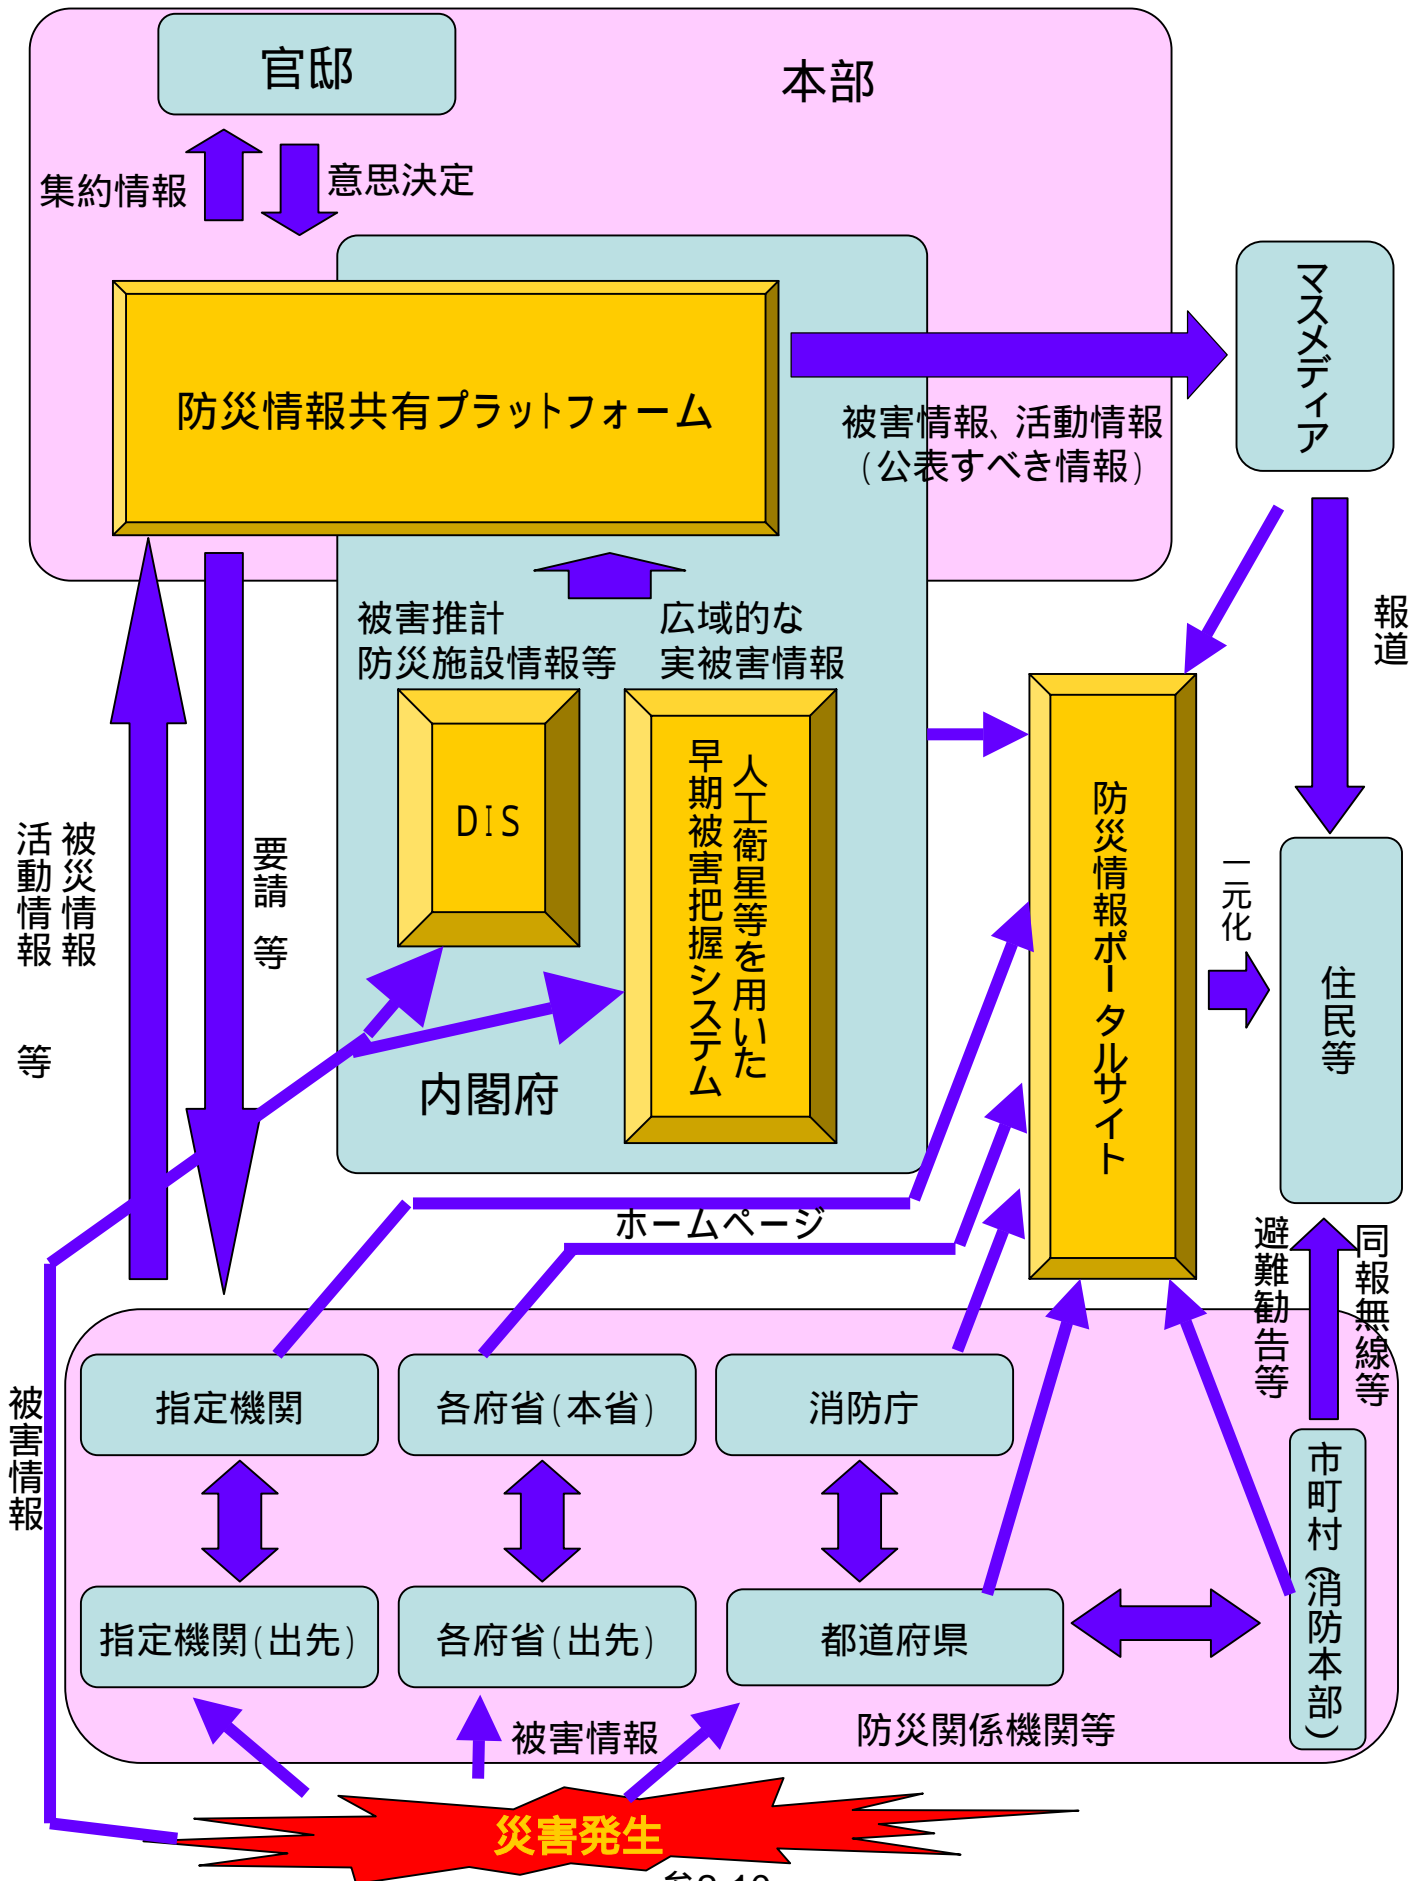 官邸
本部
集約情報
意思決定
マスメディア
防災情報共有プラットフォーム
被害情報、活動情報
(公表すべき情報)
被害推計
防災施設情報等
広域的な
実被害情報
報道
DIS
人工衛星等を用いた
早期被害把握システム
防災情報ポータルサイト
一元化
住民等
被災情報
活動情報 等
要請 等
内閣府
ホームページ
避難勧告等
同報無線等
被害情報
指定機関
各府省(本省)
消防庁
市町村(消防本部)
指定機関(出先)
各府省(出先)
都道府県
被害情報
防災関係機関等
災害発生